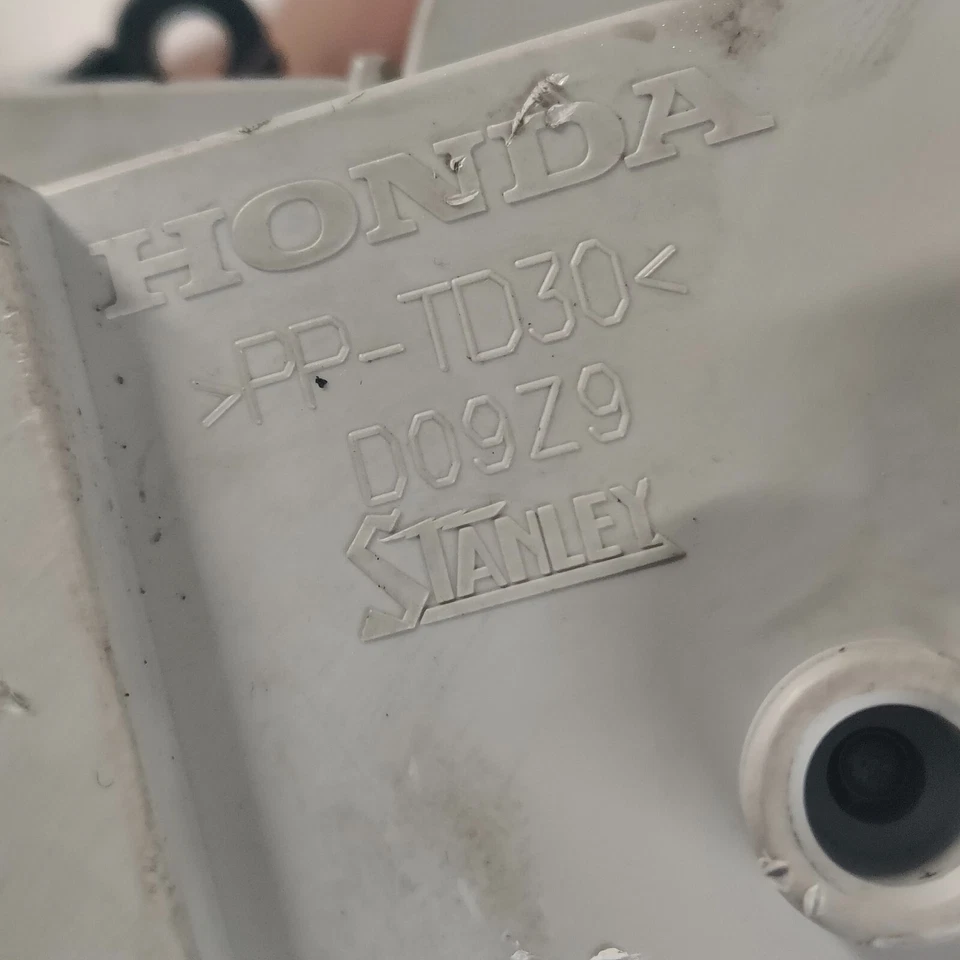 HONDA
>PP-TD30<
D09Z9
STANLEY